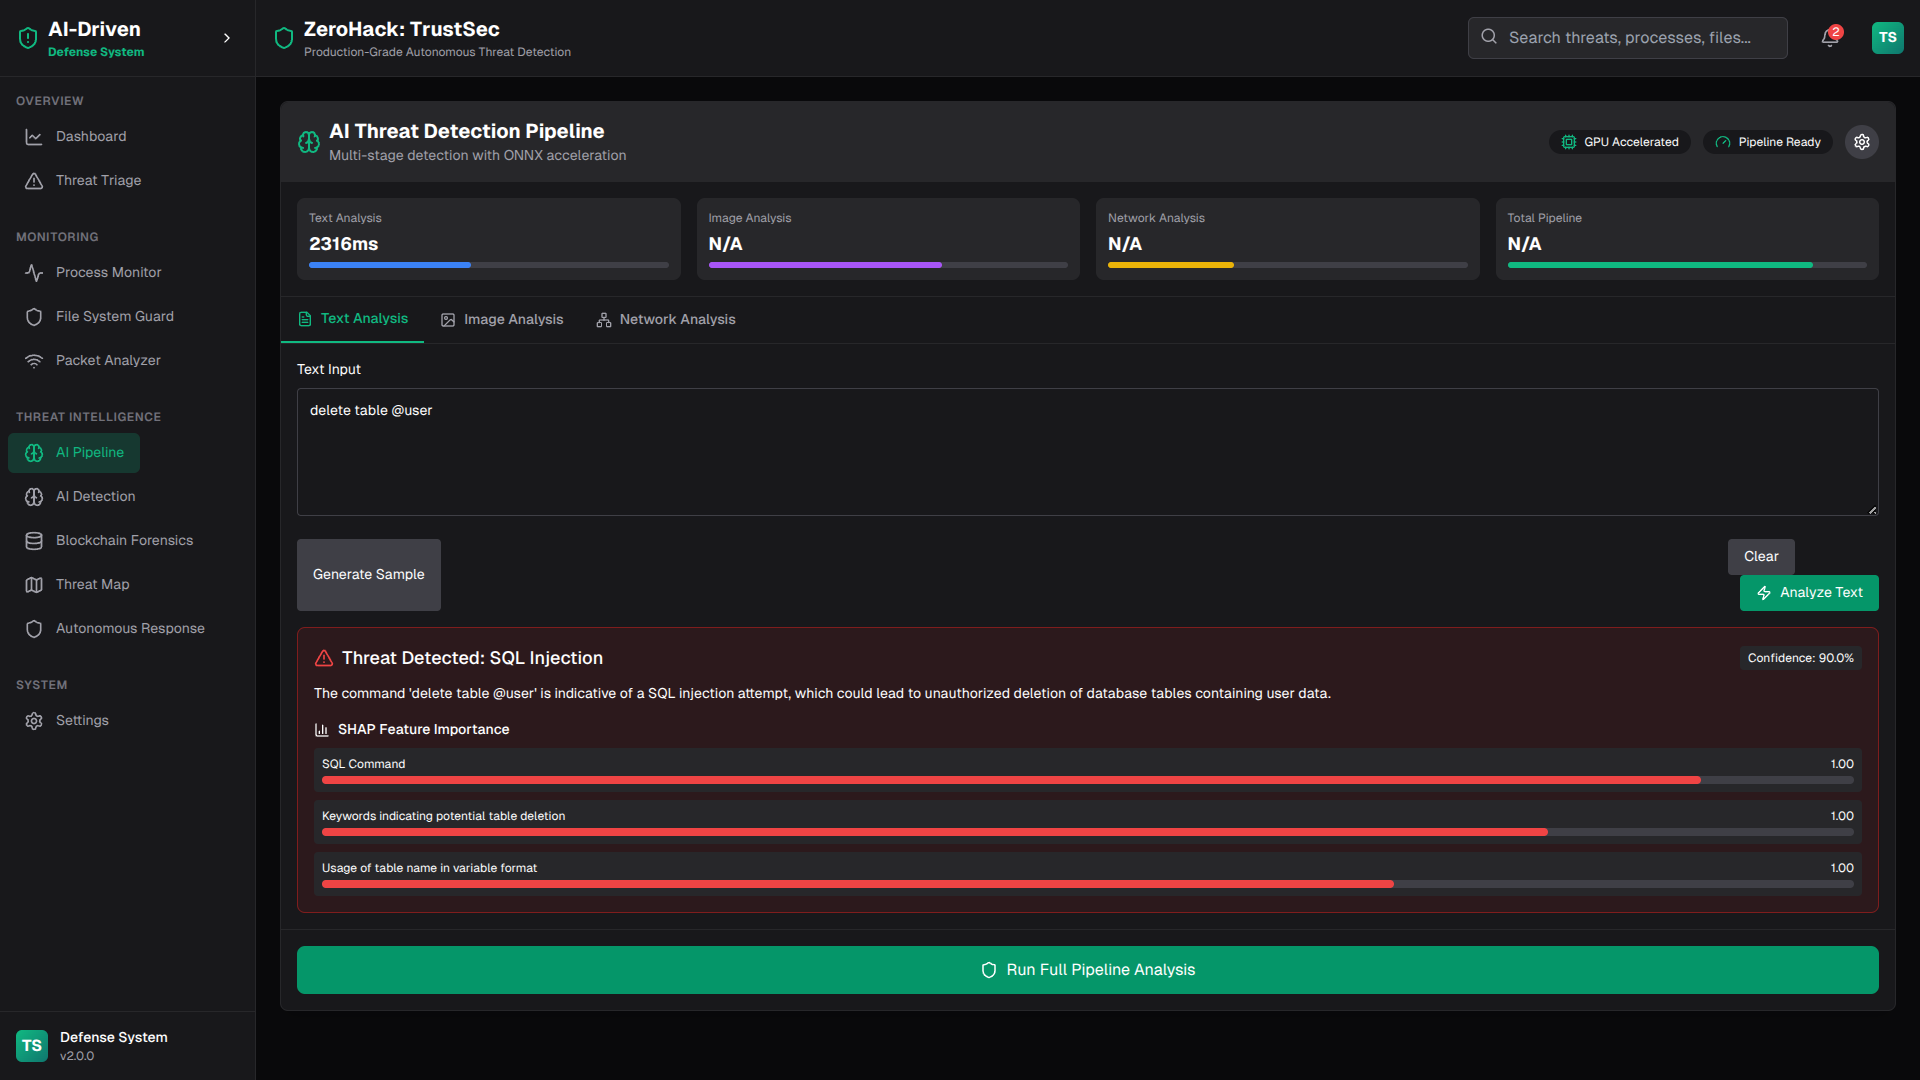 AI-Driven
Defense System
ZeroHack: TrustSec
Production-Grade Autonomous Threat Detection
Search threats, processes, files...
2
TS
OVERVIEW
Dashboard
Threat Triage
MONITORING
Process Monitor
File System Guard
Packet Analyzer
THREAT INTELLIGENCE
AI Pipeline
AI Detection
Blockchain Forensics
Threat Map
Autonomous Response
SYSTEM
Settings
TS
Defense System
v2.0.0
AI Threat Detection Pipeline
Multi-stage detection with ONNX acceleration
GPU Accelerated
Pipeline Ready
Text Analysis
2316ms
Image Analysis
N/A
Network Analysis
N/A
Total Pipeline
N/A
Text Analysis
Image Analysis
Network Analysis
Text Input
delete table @user
Generate Sample
Clear
Analyze Text
Threat Detected: SQL Injection
Confidence: 90.0%
The command 'delete table @user' is indicative of a SQL injection attempt, which could lead to unauthorized deletion of database tables containing user data.
SHAP Feature Importance
SQL Command
1.00
Keywords indicating potential table deletion
1.00
Usage of table name in variable format
1.00
Run Full Pipeline Analysis